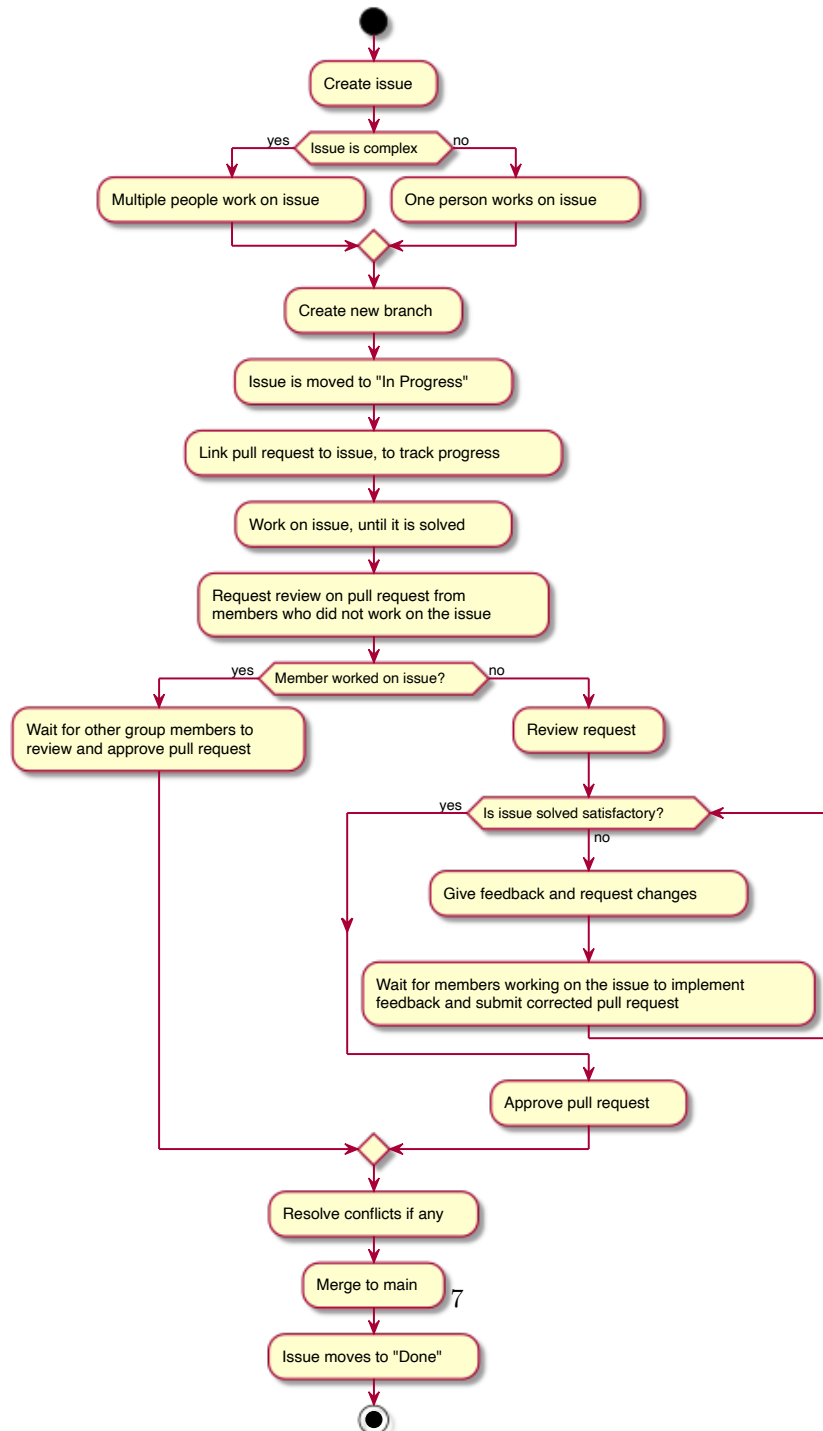 Create issue
yes
Issue is complex
no
Multiple people work on issue
One person works on issue
Create new branch
Issue is moved to "In Progress"
Link pull request to issue, to track progress
Work on issue, until it is solved
Request review on pull request from
members who did not work on the issue
yes
Member worked on issue?
no
Wait for other group members to
review and approve pull request
Review request
yes
Is issue solved satisfactory?
no
Give feedback and request changes
Wait for members working on the issue to implement
feedback and submit corrected pull request
Approve pull request
Resolve conflicts if any
Merge to main
7
Issue moves to "Done"